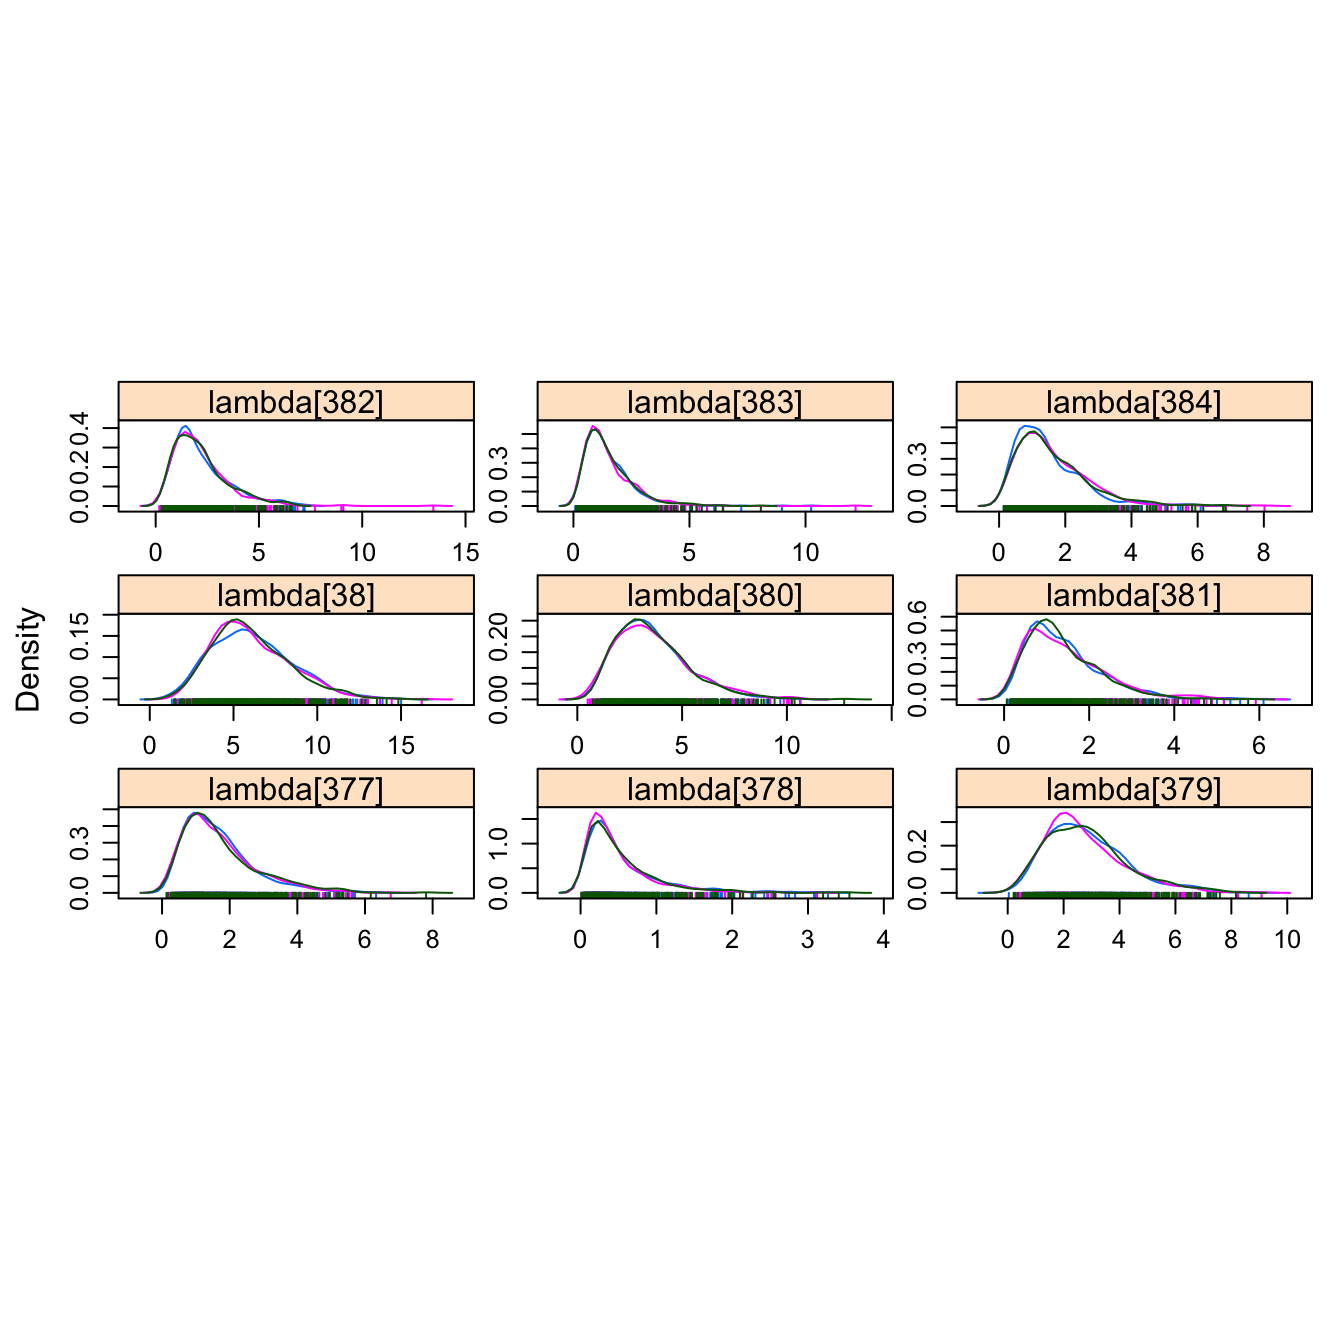 lambda[382] lambda[383] lambda[384]
0.0 0.2 0.4
0.0 0.3
0.0 0.3
0 5 10 15
0 5 10
0 2 4 6 8
Density
lambda[38] lambda[380] lambda[381]
0.00 0.15
0.00 0.20
0.0 0.3 0.6
0 5 10 15
0 5 10
0 2 4 6
lambda[377] lambda[378] lambda[379]
0.0 0.3
0.0 1.0
0.0 0.2
0 2 4 6 8
0 1 2 3 4
0 2 4 6 8 10